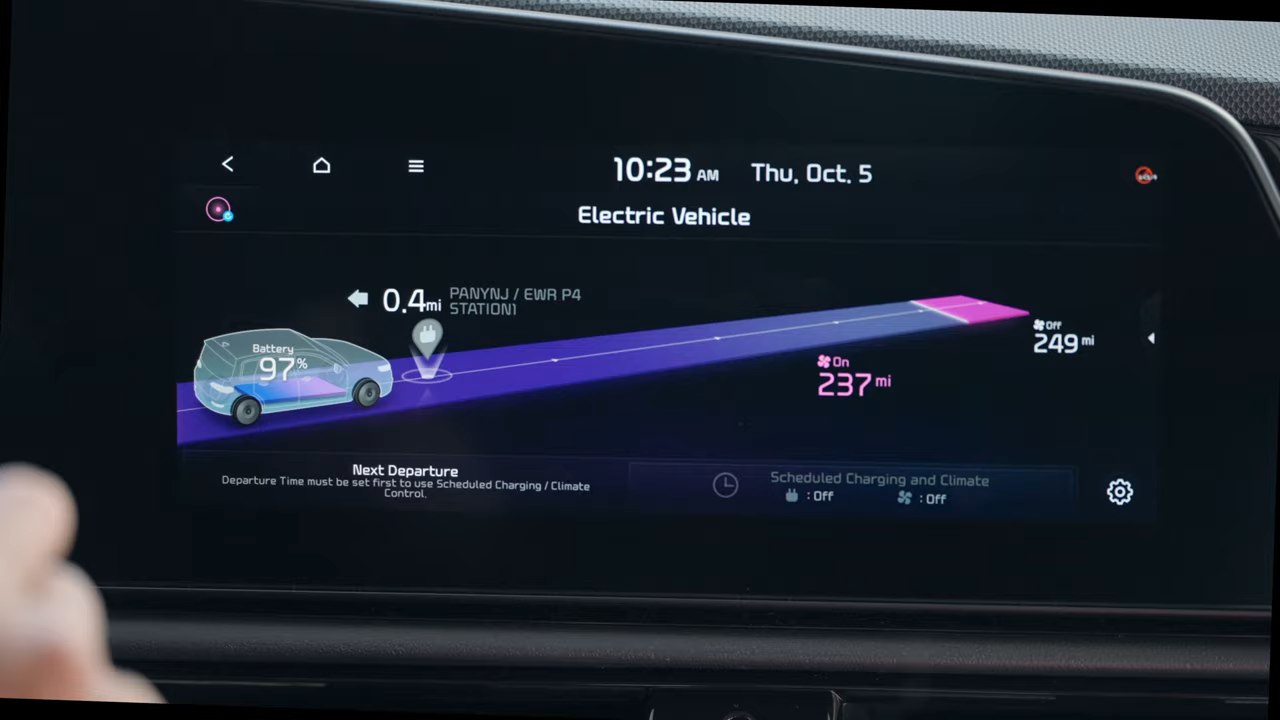 10:23 AM Thu, Oct. 5
Electric Vehicle
0.4mi
PANYNJ / EWR P4
STATION1
Battery
97%
Off
249 mi
On
237 mi
Next Departure
Departure Time must be set first to use Scheduled Charging / Climate
Control.
Scheduled Charging and Climate
: Off : Off